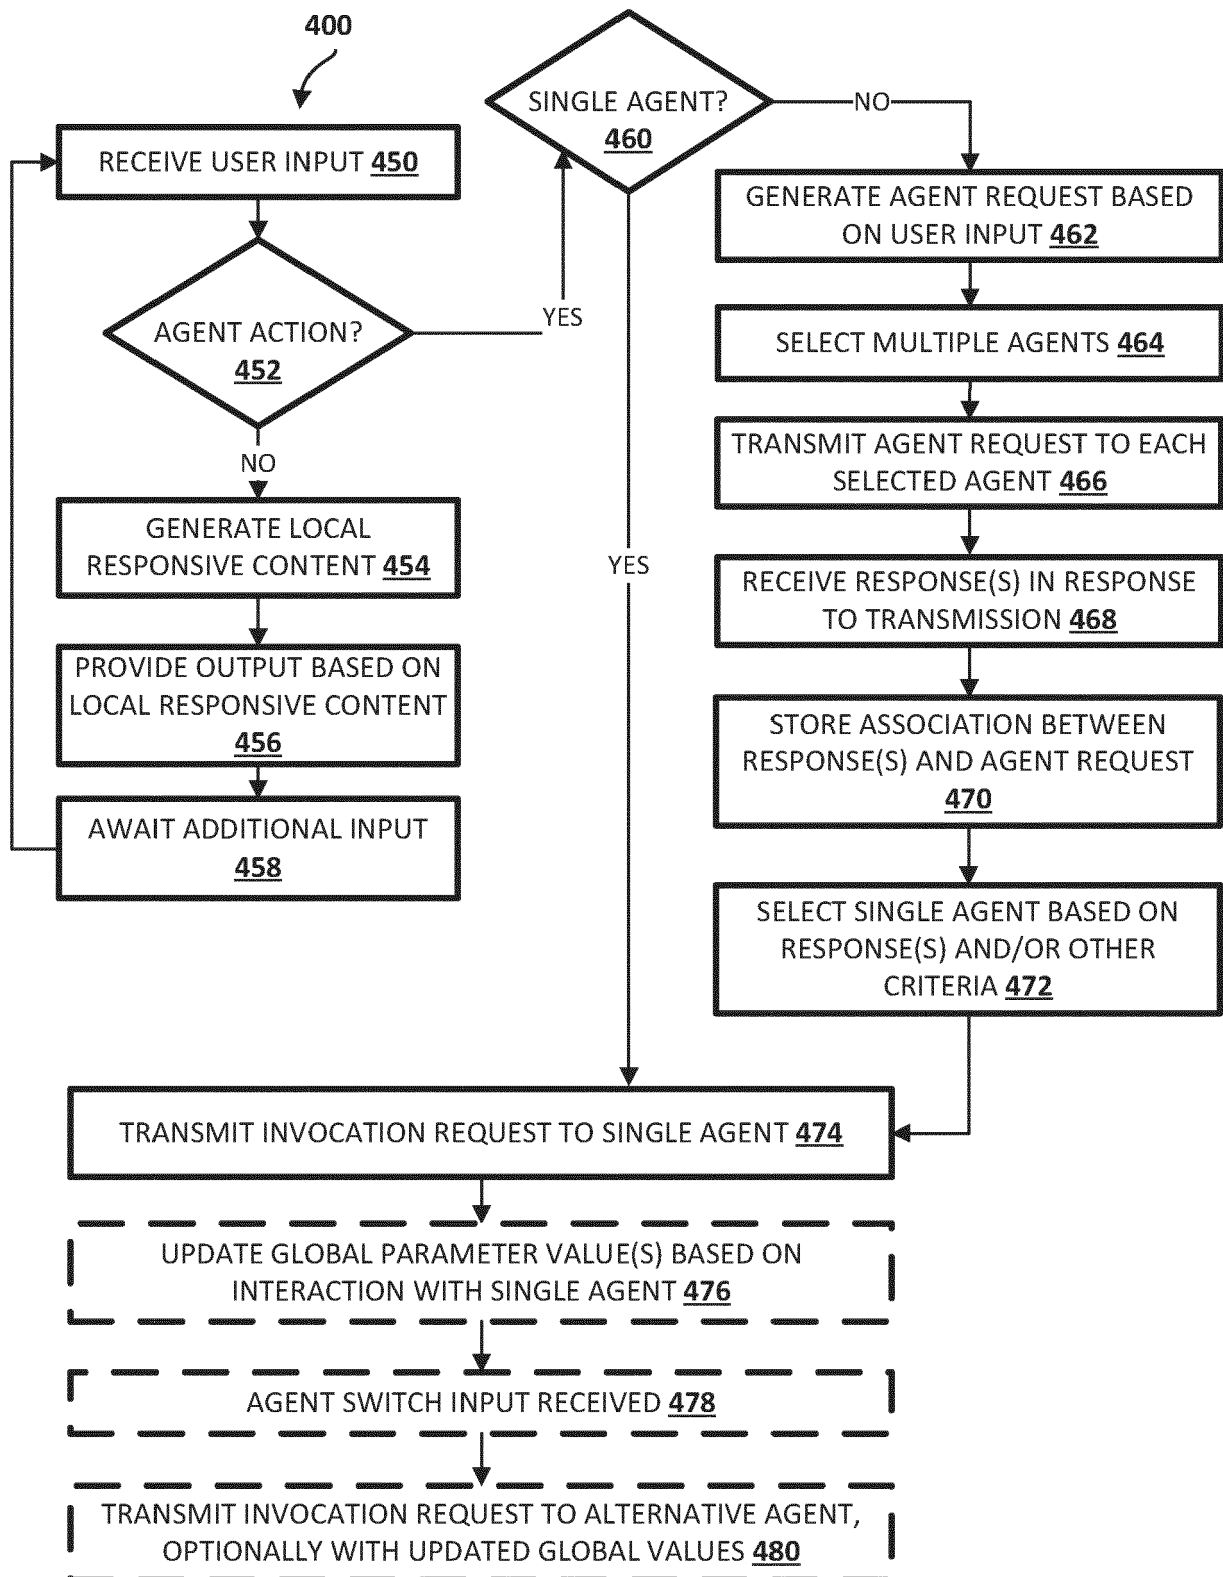 400
RECEIVE USER INPUT 450
AGENT ACTION?
452
YES
NO
GENERATE LOCAL
RESPONSIVE CONTENT 454
PROVIDE OUTPUT BASED ON
LOCAL RESPONSIVE CONTENT
456
AWAIT ADDITIONAL INPUT
458
SINGLE AGENT?
460
NO
YES
GENERATE AGENT REQUEST BASED
ON USER INPUT 462
SELECT MULTIPLE AGENTS 464
TRANSMIT AGENT REQUEST TO EACH
SELECTED AGENT 466
RECEIVE RESPONSE(S) IN RESPONSE
TO TRANSMISSION 468
STORE ASSOCIATION BETWEEN
RESPONSE(S) AND AGENT REQUEST
470
SELECT SINGLE AGENT BASED ON
RESPONSE(S) AND/OR OTHER
CRITERIA 472
TRANSMIT INVOCATION REQUEST TO SINGLE AGENT 474
UPDATE GLOBAL PARAMETER VALUE(S) BASED ON
INTERACTION WITH SINGLE AGENT 476
AGENT SWITCH INPUT RECEIVED 478
TRANSMIT INVOCATION REQUEST TO ALTERNATIVE AGENT,
OPTIONALLY WITH UPDATED GLOBAL VALUES 480